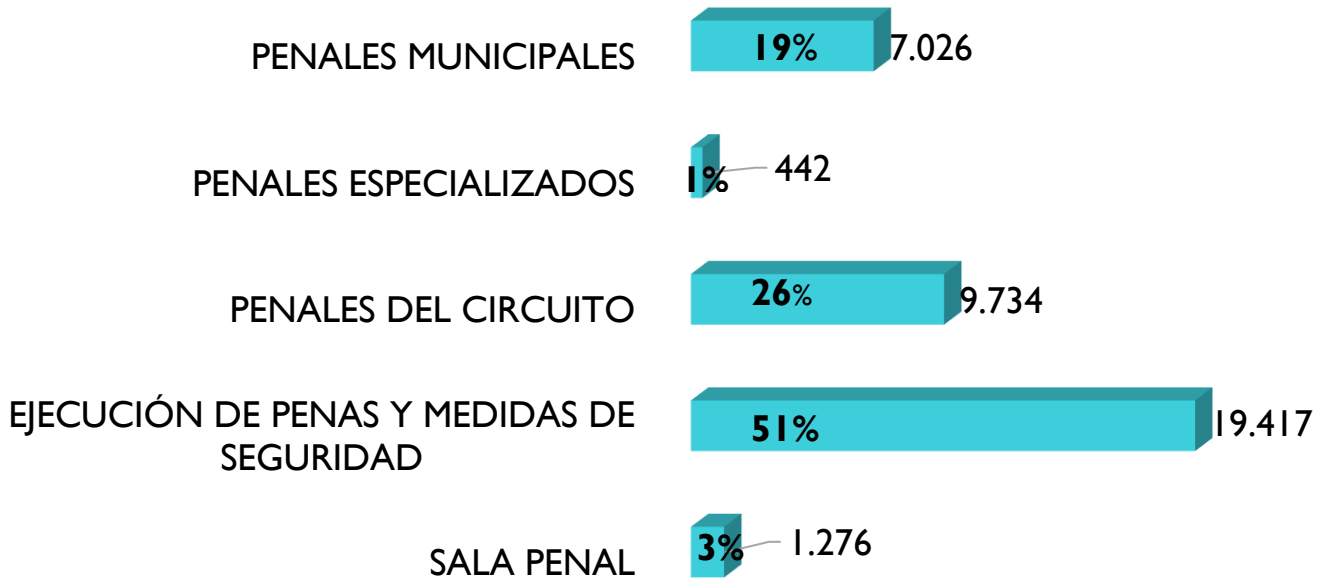 PENALES MUNICIPALES 19% 7.026
PENALES ESPECIALIZADOS 1% 442
PENALES DEL CIRCUITO 26% 9.734
EJECUCIÓN DE PENAS Y MEDIDAS DE
SEGURIDAD 51% 19.417
SALA PENAL 3% 1.276